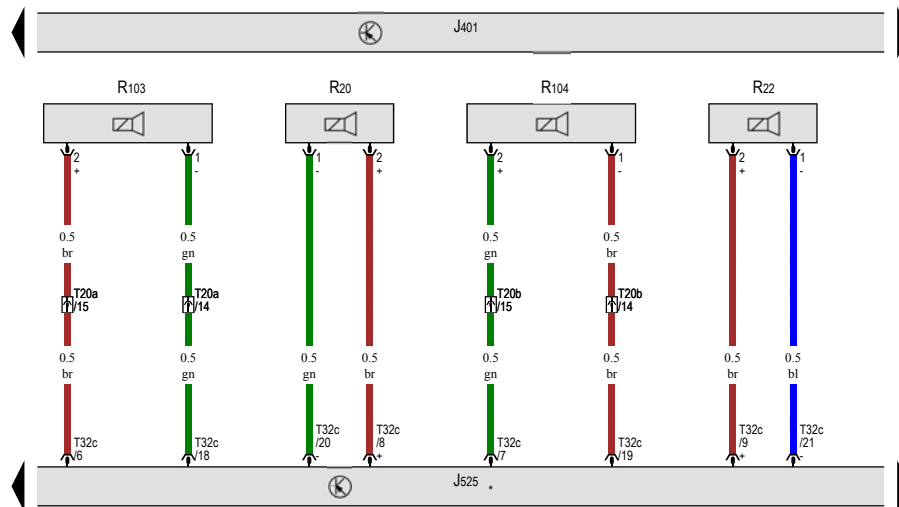 J401
R103 R20 R104 R22
2 1 1 2 2 1 2 1
+ - - + + - + -
0.5 0.5 0.5 0.5
br gn gn br
T20a T20a T20b T20b
/15 /14 /15 /14
0.5 0.5 0.5 0.5 0.5 0.5 0.5 0.5
br gn gn br gn br br bl
T32c T32c T32c T32c T32c T32c T32c T32c
/6 /18 /20 /8 /7 /19 /9 /21
- + + -
J525 .